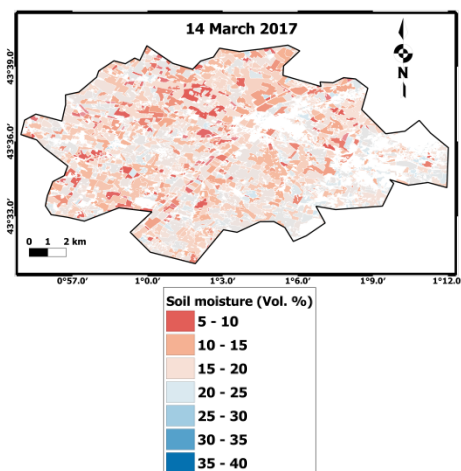 14 March 2017
N
43°39.0'
43°36.0'
43°33.0'
0 1 2 km
0°57.0' 1°0.0' 1°3.0' 1°6.0' 1°9.0' 1°12.0
Soil moisture (Vol. %)
5 - 10
10 - 15
15 - 20
20 - 25
25 - 30
30 - 35
35 - 40